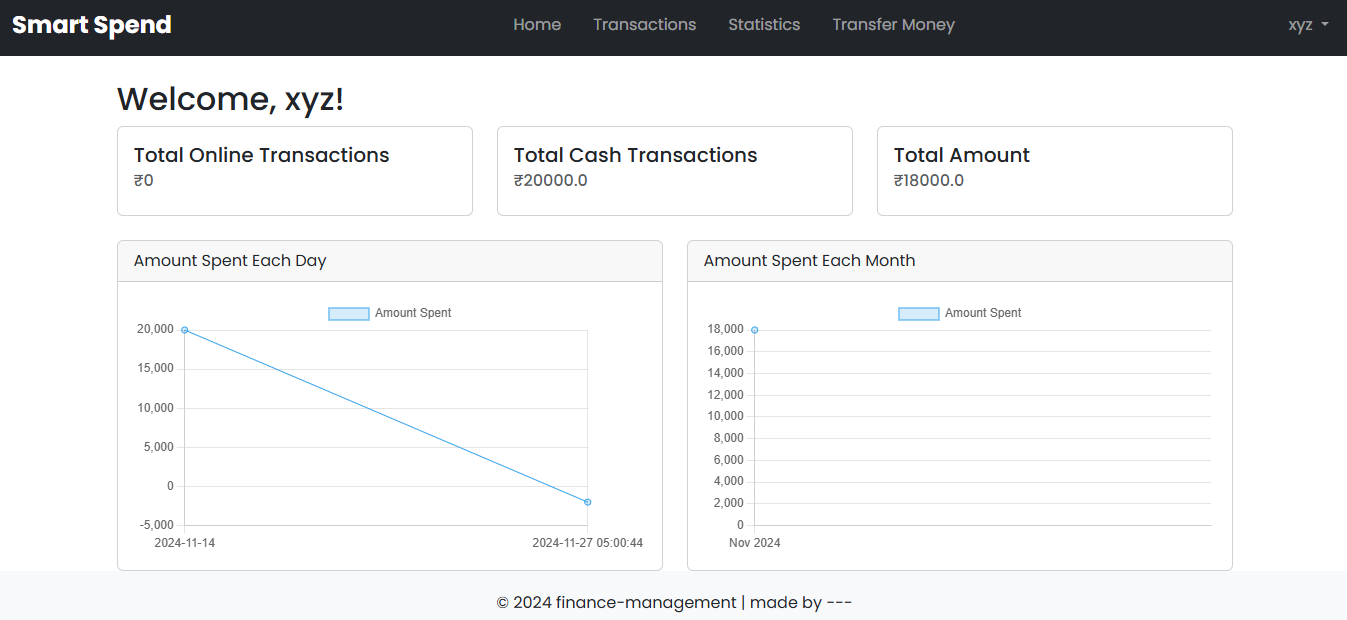 Smart Spend
Home Transactions Statistics Transfer Money
xyz
Welcome, xyz!
Total Online Transactions
₹0
Total Cash Transactions
₹20000.0
Total Amount
₹18000.0
Amount Spent Each Day
Amount Spent
20,000
15,000
10,000
5,000
0
-5,000
2024-11-14 2024-11-27 05:00:44
Amount Spent Each Month
Amount Spent
18,000
16,000
14,000
12,000
10,000
8,000
6,000
4,000
2,000
0
Nov 2024
© 2024 finance-management | made by ---